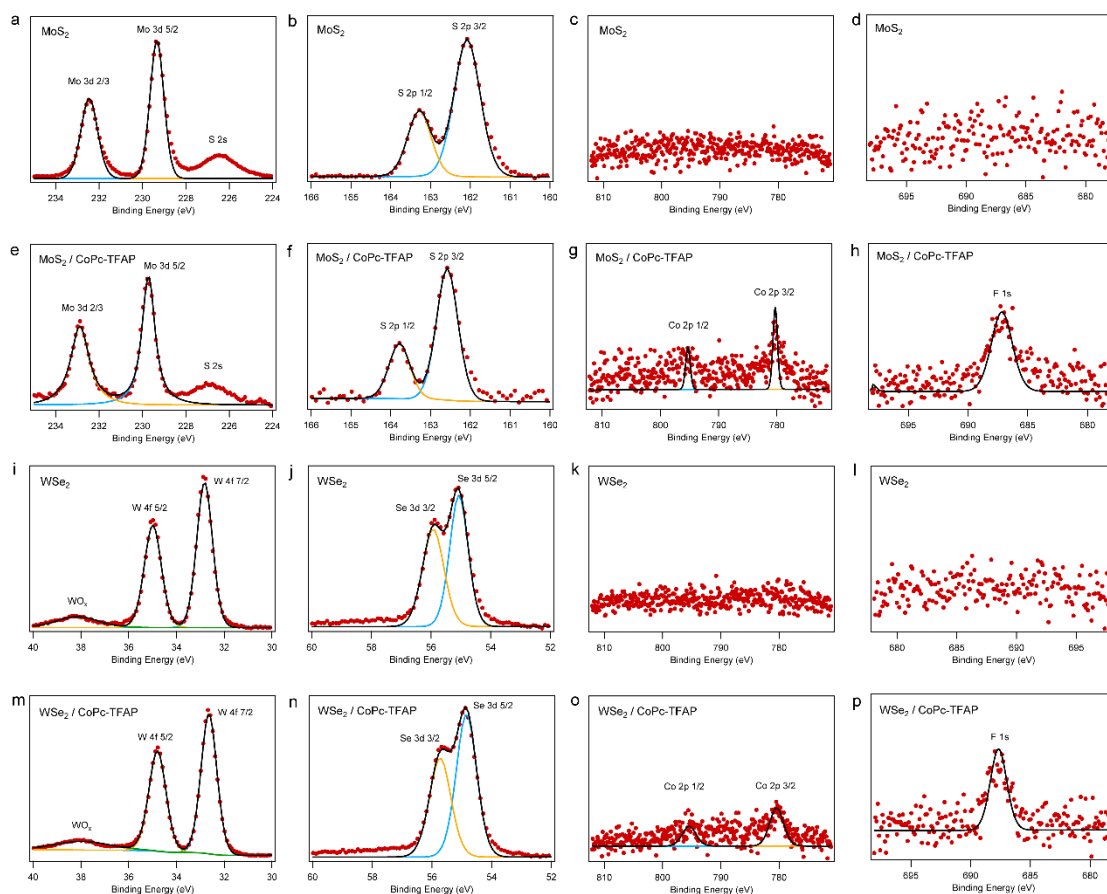 a
MoS2
Mo 3d 5/2
Mo 3d 2/3
S 2s
234 232 230 228 226 224
Binding Energy (eV)
b
MoS2
S 2p 3/2
S 2p 1/2
166 165 164 163 162 161 160
Binding Energy (eV)
c
MoS2
810 800 790 780
Binding Energy (eV)
d
MoS2
695 690 685 680
Binding Energy (eV)
e
MoS2 / CoPc-TFAP
Mo 3d 5/2
Mo 3d 2/3
S 2s
234 232 230 228 226 224
Binding Energy (eV)
f
MoS2 / CoPc-TFAP
S 2p 3/2
S 2p 1/2
166 165 164 163 162 161 160
Binding Energy (eV)
g
MoS2 / CoPc-TFAP
Co 2p 3/2
Co 2p 1/2
810 800 790 780
Binding Energy (eV)
h
MoS2 / CoPc-TFAP
F 1s
695 690 685 680
Binding Energy (eV)
i
WSe2
W 4f 7/2
W 4f 5/2
WOx
40 38 36 34 32 30
Binding Energy (eV)
j
WSe2
Se 3d 5/2
Se 3d 3/2
60 58 56 54 52
Binding Energy (eV)
k
WSe2
810 800 790 780
Binding Energy (eV)
l
WSe2
680 685 690 695
Binding Energy (eV)
m
WSe2 / CoPc-TFAP
W 4f 7/2
W 4f 5/2
WOx
40 38 36 34 32 30
Binding Energy (eV)
n
WSe2 / CoPc-TFAP
Se 3d 5/2
Se 3d 3/2
60 58 56 54 52
Binding Energy (eV)
o
WSe2 / CoPc-TFAP
Co 2p 1/2
Co 2p 3/2
810 800 790 780
Binding Energy (eV)
p
WSe2 / CoPc-TFAP
F 1s
695 690 685 680
Binding Energy (eV)